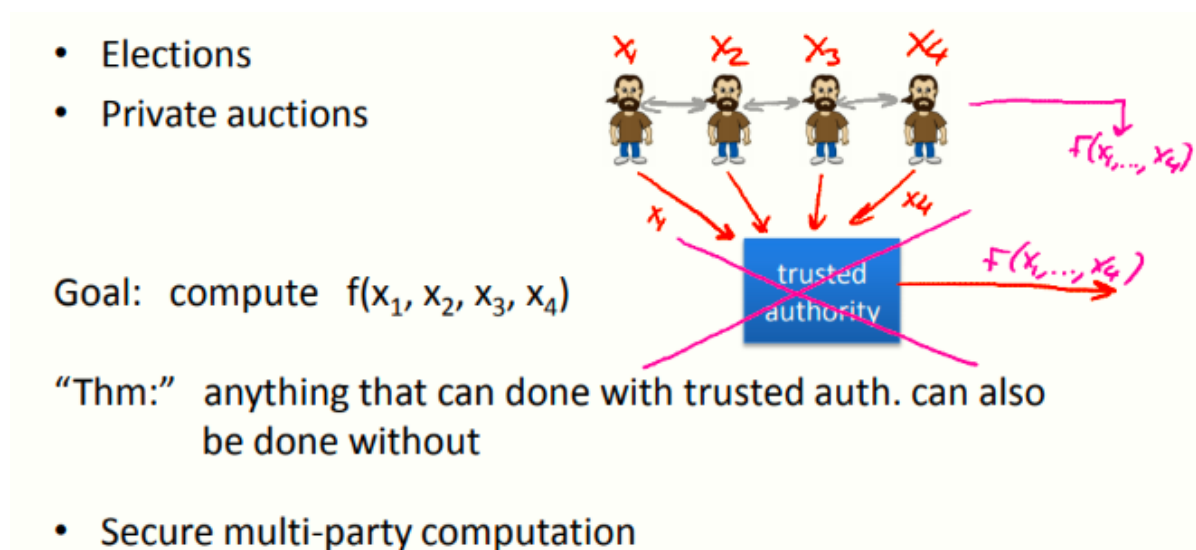 • Elections
• Private auctions
x₁ x₂ x₃ x₄
f(x₁,..., x₄)
x₁ x₄
trusted
authority
f(x₁,..., x₄)
Goal: compute f(x₁, x₂, x₃, x₄)
“Thm:” anything that can done with trusted auth. can also
be done without
• Secure multi-party computation